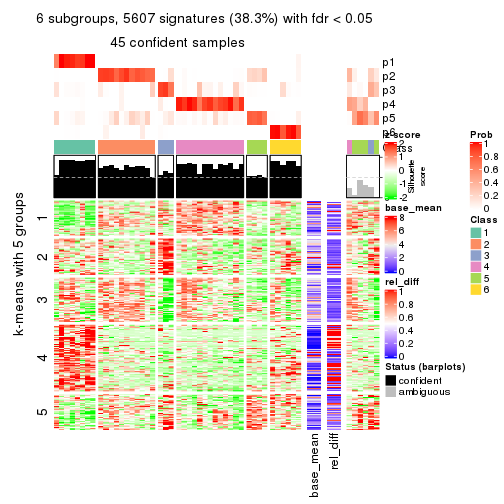 6 subgroups, 5607 signatures (38.3%) with fdr < 0.05
45 confident samples
p1
p2
p3
p4
p5
p6
Class
Silhouette
score
k-means with 5 groups
1
2
3
4
5
base_mean
rel_diff
z-score
2
-2
base_mean
8
6
4
2
0
rel_diff
1
0.8
0.6
0.4
0.2
0
Status (barplots)
confident
ambiguous
Prob
1
0.8
0.6
0.4
0.2
0
Class
1
2
3
4
5
6